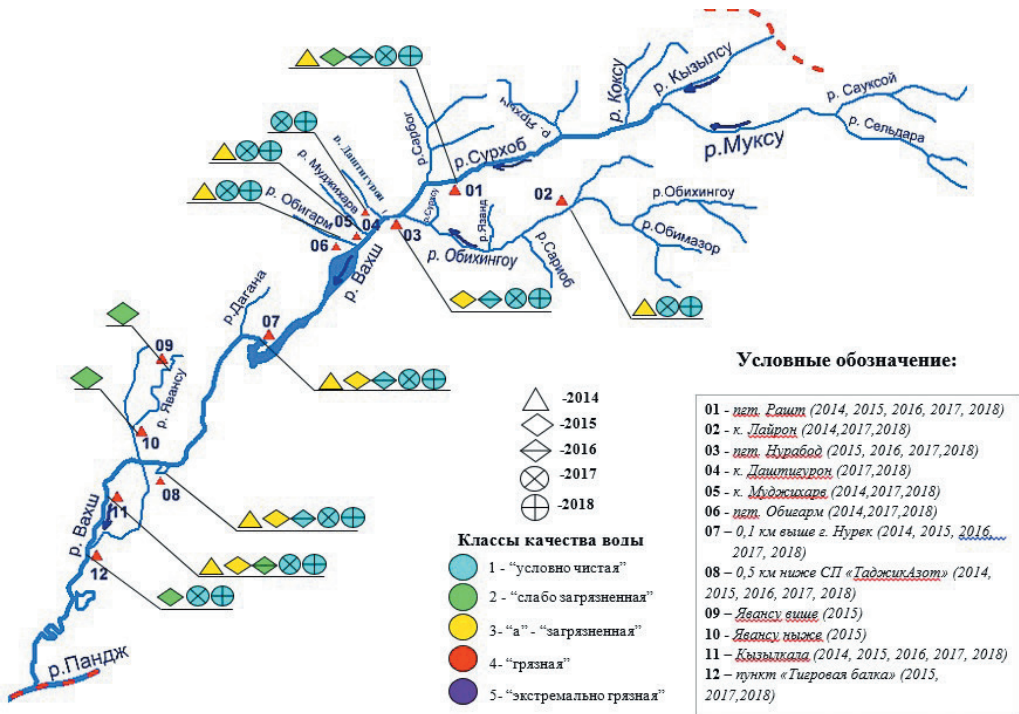 р. Сауксой
р. Кызылсу
р. Коксу
р. Сельдара
р.Муксу
р. Ярхыч
р.Сарбог
р.Сурхоб
р. Даштигурон
р. Муджихарв
р. Обигарм
01
02
03
04
05
06
р.Обихингоу
р.Обимазор
р.Язганд
р.Сариоб
р. Обихингоу
р. Вахш
р.Дагана
07
09
р. Явансу
10
08
11
р. Вахш
12
р.Пандж
-2014
-2015
-2016
-2017
-2018
Классы качества воды
1 - “условно чистая”
2 - “слабо загрязненная”
3- “а” - “загрязненная”
4- “грязная”
5- “экстремально грязная”
Условные обозначение:
01 - пгт. Рашт (2014, 2015, 2016, 2017, 2018)
02 - к. Лайрон (2014,2017,2018)
03 - пгт. Нурабод (2015, 2016, 2017,2018)
04 - к. Даштигурон (2017,2018)
05 - к. Муджихарв (2014,2017,2018)
06 - пгт. Обигарм (2014,2017,2018)
07 – 0,1 км выше г. Нурек (2014, 2015, 2016,
2017, 2018)
08 – 0,5 км ниже СП «ТаджикАзот» (2014,
2015, 2016, 2017, 2018)
09 – Явансу више (2015)
10 - Явансу ныже (2015)
11 – Кызылкала (2014, 2015, 2016, 2017, 2018)
12 – пункт «Тигровая балка» (2015,
2017,2018)